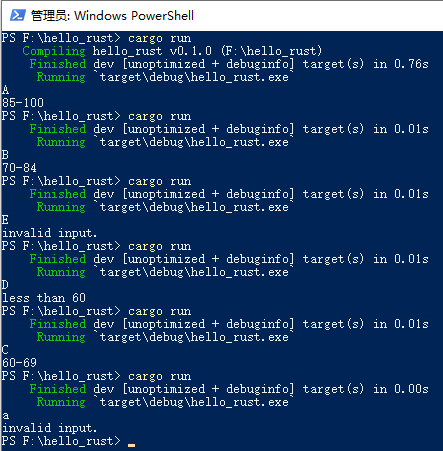 管理员: Windows PowerShell
PS F:\hello_rust> cargo run
   Compiling hello_rust v0.1.0 (F:\hello_rust)
    Finished dev [unoptimized + debuginfo] target(s) in 0.76s
     Running `target\debug\hello_rust.exe`
A
85-100
PS F:\hello_rust> cargo run
    Finished dev [unoptimized + debuginfo] target(s) in 0.01s
     Running `target\debug\hello_rust.exe`
B
70-84
PS F:\hello_rust> cargo run
    Finished dev [unoptimized + debuginfo] target(s) in 0.01s
     Running `target\debug\hello_rust.exe`
E
invalid input.
PS F:\hello_rust> cargo run
    Finished dev [unoptimized + debuginfo] target(s) in 0.01s
     Running `target\debug\hello_rust.exe`
D
less than 60
PS F:\hello_rust> cargo run
    Finished dev [unoptimized + debuginfo] target(s) in 0.01s
     Running `target\debug\hello_rust.exe`
C
60-69
PS F:\hello_rust> cargo run
    Finished dev [unoptimized + debuginfo] target(s) in 0.00s
     Running `target\debug\hello_rust.exe`
a
invalid input.
PS F:\hello_rust>